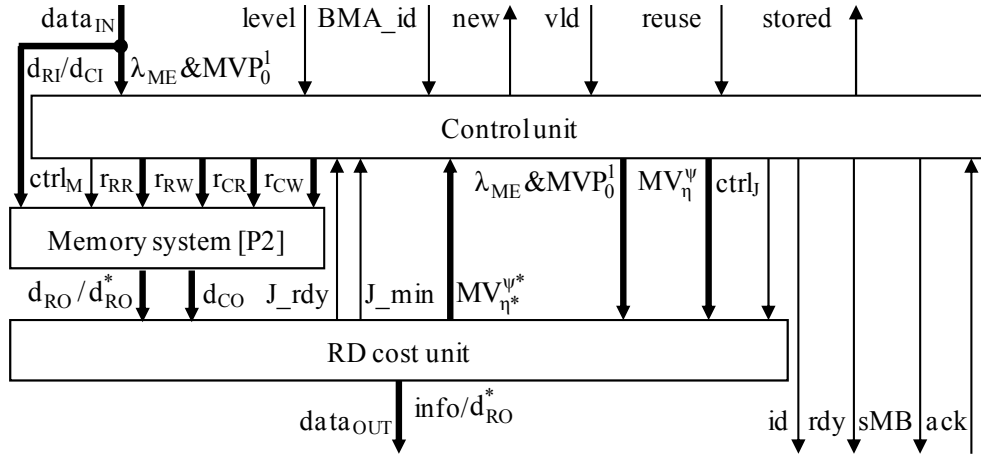 data_IN level BMA_id new vld reuse stored
d_RI/d_CI λ_ME&MVP_0^1
Control unit
ctrl_M r_RR r_RW r_CR r_CW λ_ME&MVP_0^1 MV_η^ψ ctrl_J
Memory system [P2]
d_RO/d_RO^* d_CO J_rdy J_min MV_η*^ψ*
RD cost unit
data_OUT info/d_RO^* id rdy sMB ack